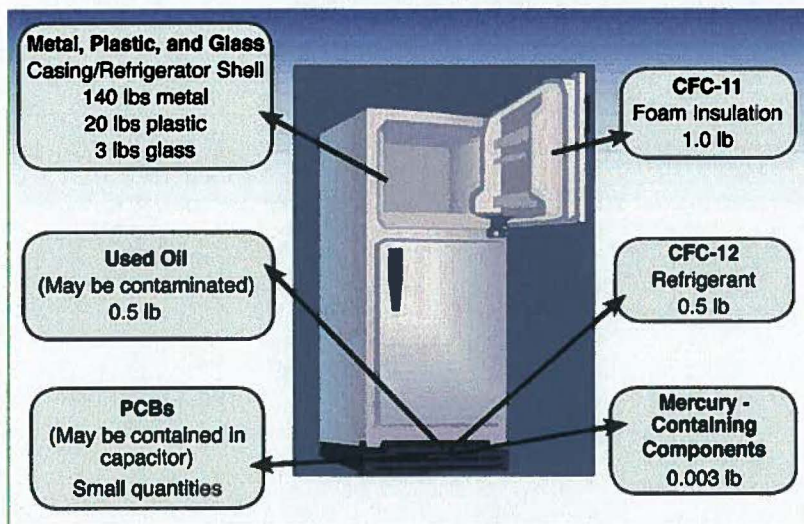 Metal, Plastic, and Glass
Casing/Refrigerator Shell
140 lbs metal
20 lbs plastic
3 lbs glass
CFC-11
Foam Insulation
1.0 lb
Used Oil
(May be contaminated)
0.5 lb
CFC-12
Refrigerant
0.5 lb
PCBs
(May be contained in
capacitor)
Small quantities
Mercury -
Containing
Components
0.003 lb